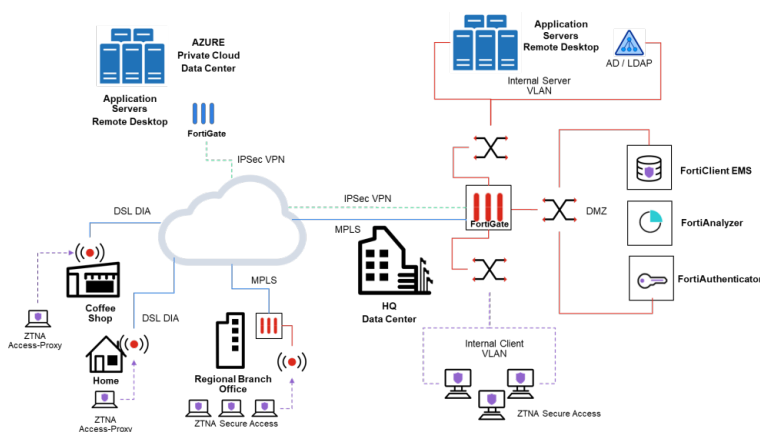 AZURE
Private Cloud
Data Center
Application
Servers
Remote Desktop
FortiGate
IPSec VPN
Application
Servers
Remote Desktop
AD / LDAP
Internal Server
VLAN
IPSec VPN
MPLS
FortiGate
DMZ
FortiClient EMS
FortiAnalyzer
FortiAuthenticator
DSL DIA
Coffee
Shop
ZTNA
Access-Proxy
DSL DIA
Home
ZTNA
Access-Proxy
MPLS
Regional Branch
Office
ZTNA Secure Access
HQ
Data Center
Internal Client
VLAN
ZTNA Secure Access